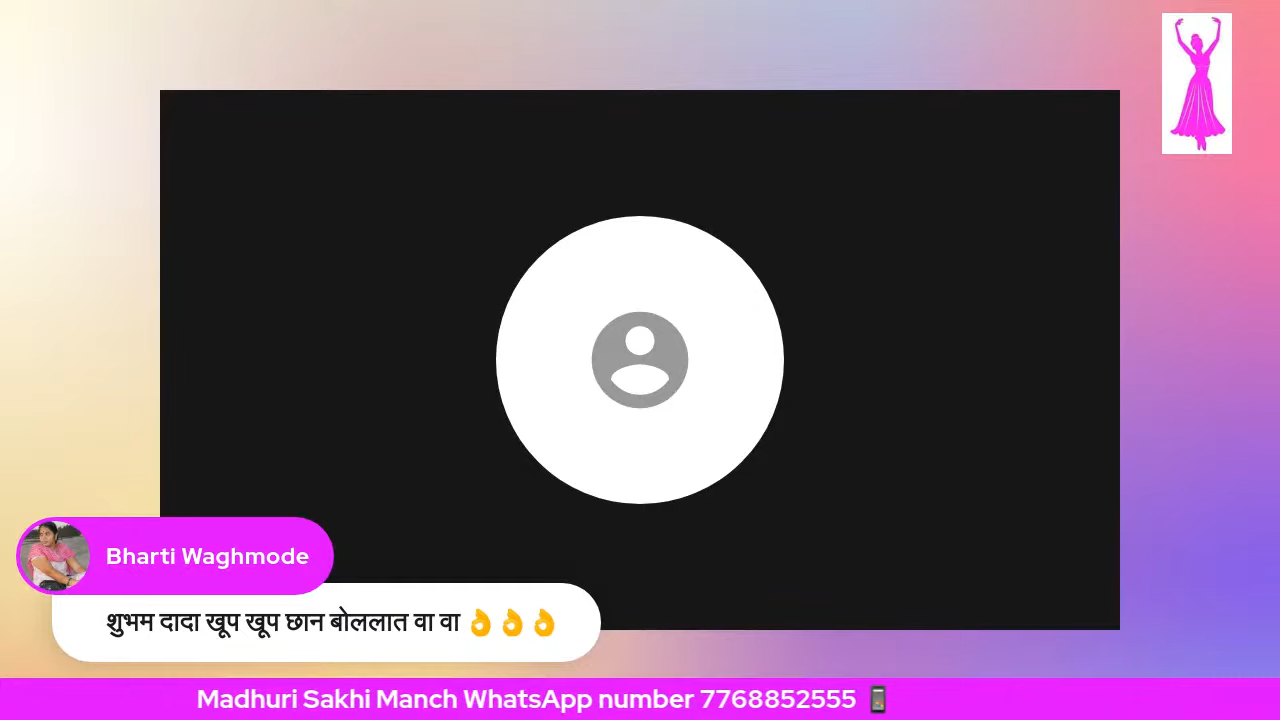 Bharti Waghmode
शुभम दादा खूप खूप छान बोललात वा वा 👌👌👌
Madhuri Sakhi Manch WhatsApp number 7768852555 📱